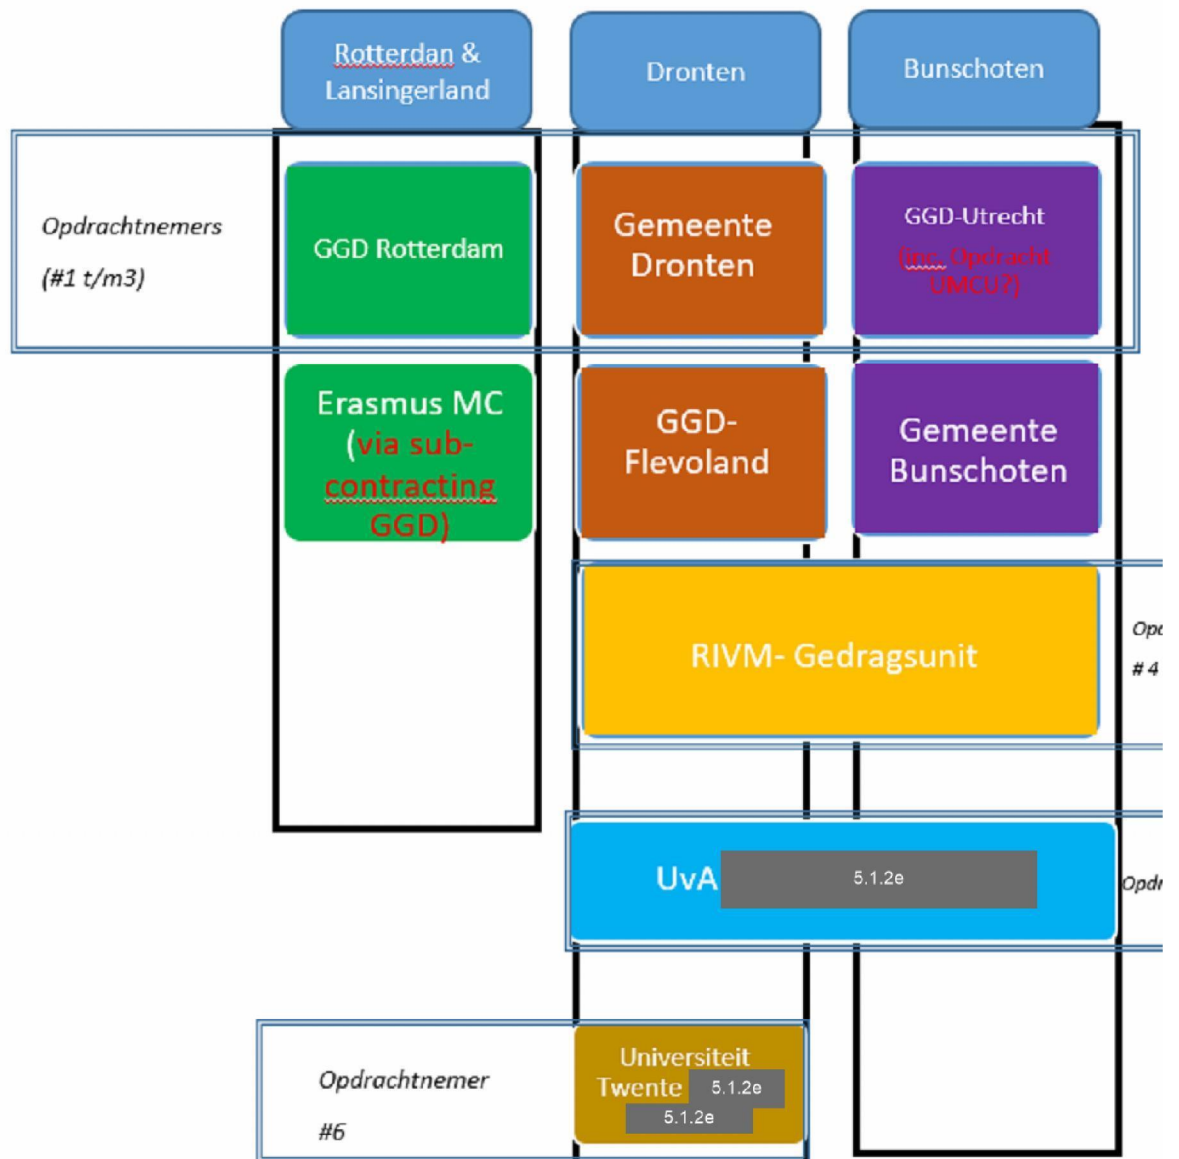 Rotterdan &
Lansingerland
Dronten
Bunschoten
Opdrachtnemers
(#1 t/m3)
GGD Rotterdam
Gemeente
Dronten
GGD-Utrecht
(inc. Opdracht
UMCU?)
Erasmus MC
(via sub-
contracting
GGD)
GGD-
Flevoland
Gemeente
Bunschoten
RIVM- Gedragsunit
# 4
UvA 5.1.2e
Opdrachtnemer
#6
Universiteit
Twente 5.1.2e
5.1.2e